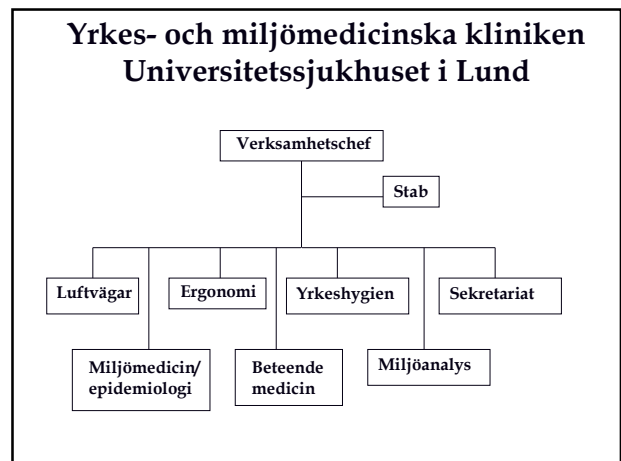 Yrkes- och miljömedicinska kliniken
Universitetssjukhuset i Lund
Verksamhetschef
Stab
Luftvägar
Ergonomi
Yrkeshygien
Sekretariat
Miljömedicin/
epidemiologi
Beteende
medicin
Miljöanalys